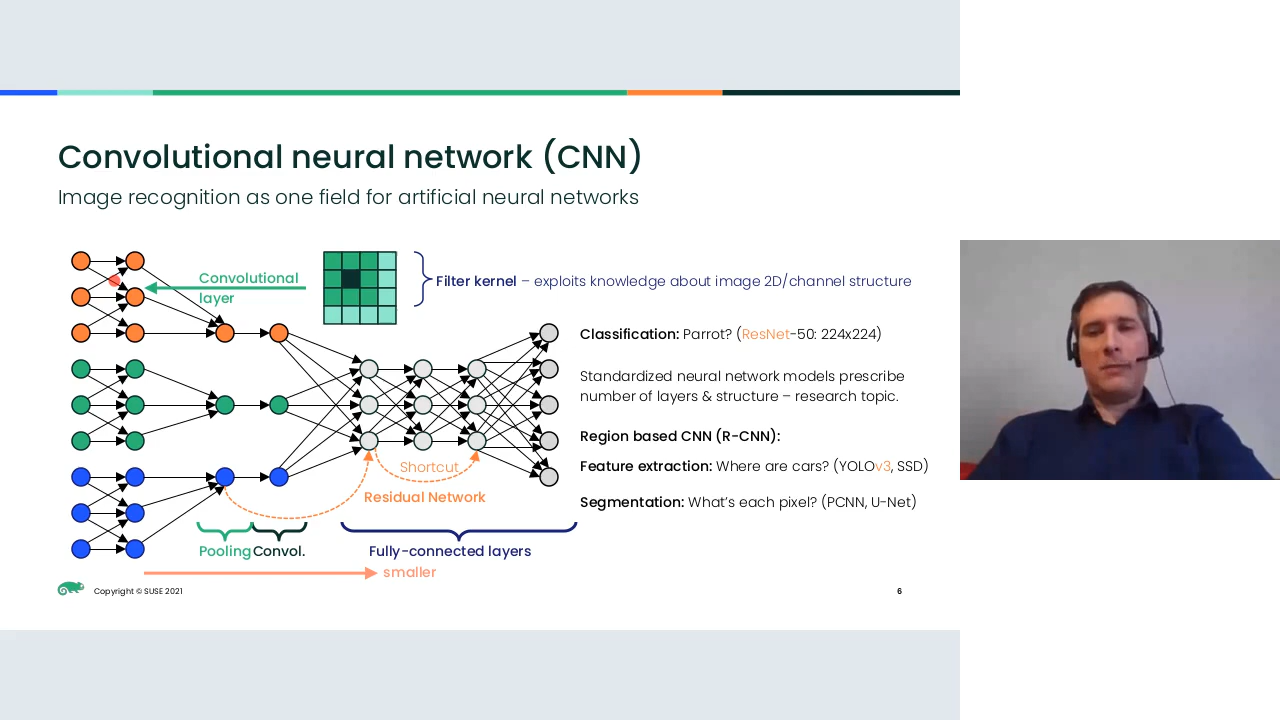 Convolutional neural network (CNN)
Image recognition as one field for artificial neural networks
Convolutional
layer
Filter kernel – exploits knowledge about image 2D/channel structure
Classification: Parrot? (ResNet-50: 224x224)
Standardized neural network models prescribe
number of layers & structure – research topic.
Region based CNN (R-CNN):
Feature extraction: Where are cars? (YOLOv3, SSD)
Segmentation: What's each pixel? (PCNN, U-Net)
Shortcut
Residual Network
Pooling Convol.
Fully-connected layers
smaller
Copyright © SUSE 2021
6